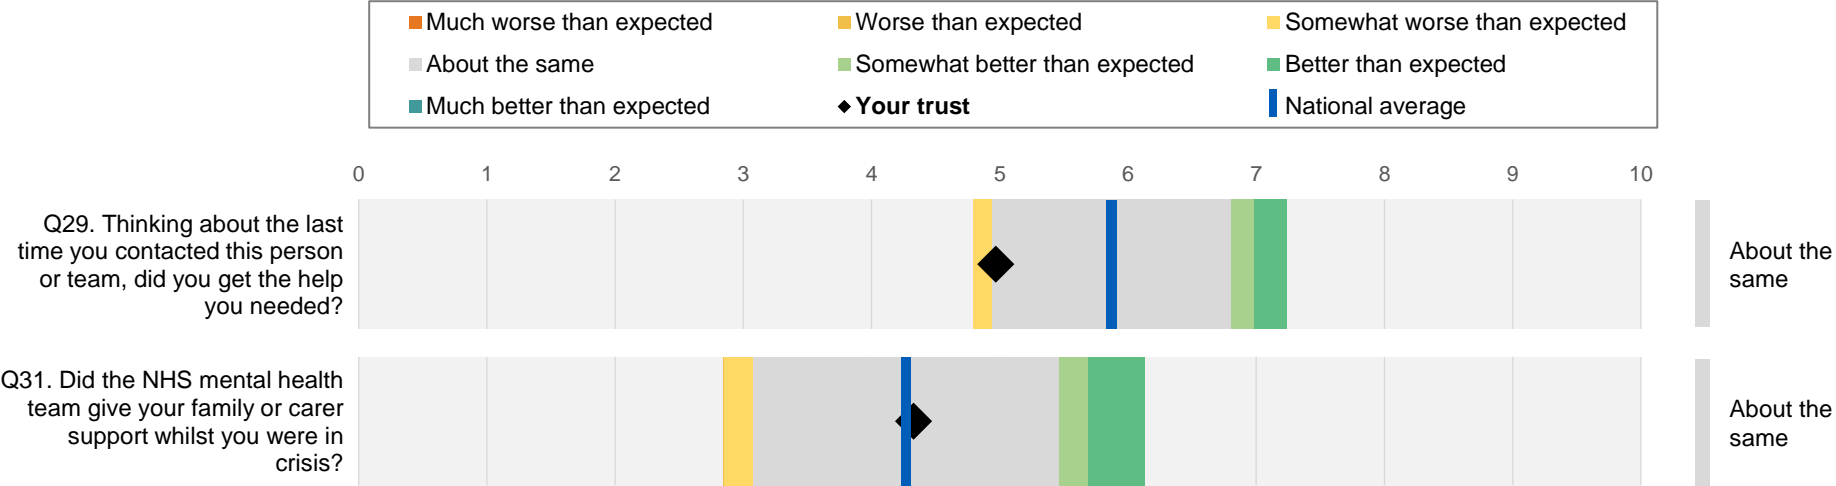 Much worse than expected
Worse than expected
Somewhat worse than expected
About the same
Somewhat better than expected
Better than expected
Much better than expected
Your trust
National average
0 1 2 3 4 5 6 7 8 9 10
Q29. Thinking about the last
time you contacted this person
or team, did you get the help
you needed?
About the
same
Q31. Did the NHS mental health
team give your family or carer
support whilst you were in
crisis?
About the
same